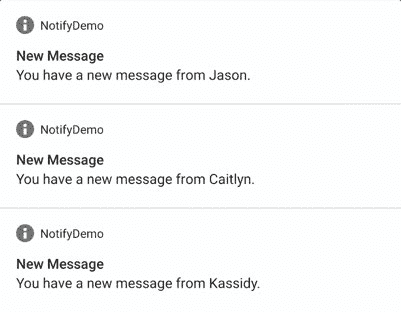 NotifyDemo
New Message
You have a new message from Jason.
NotifyDemo
New Message
You have a new message from Caitlyn.
NotifyDemo
New Message
You have a new message from Kassidy.